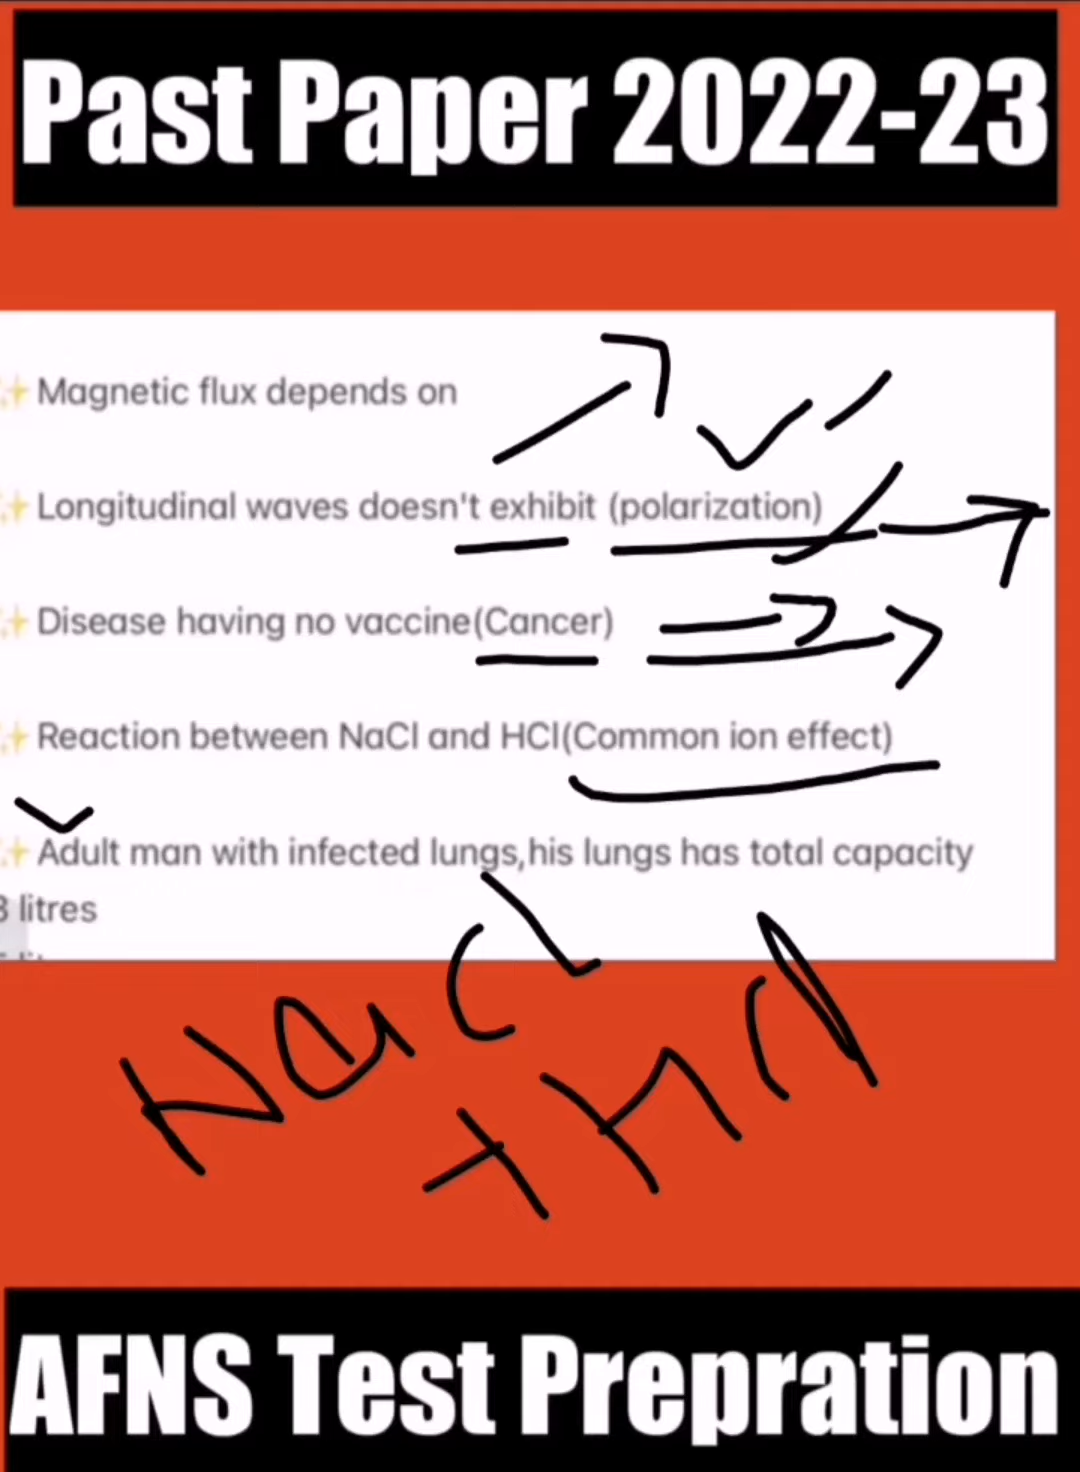 Past Paper 2022-23
Magnetic flux depends on
Longitudinal waves doesn't exhibit (polarization)
Disease having no vaccine(Cancer)
Reaction between NaCl and HCl(Common ion effect)
Adult man with infected lungs,his lungs has total capacity
3 litres
NaCl
+ HCl
AFNS Test Prepration